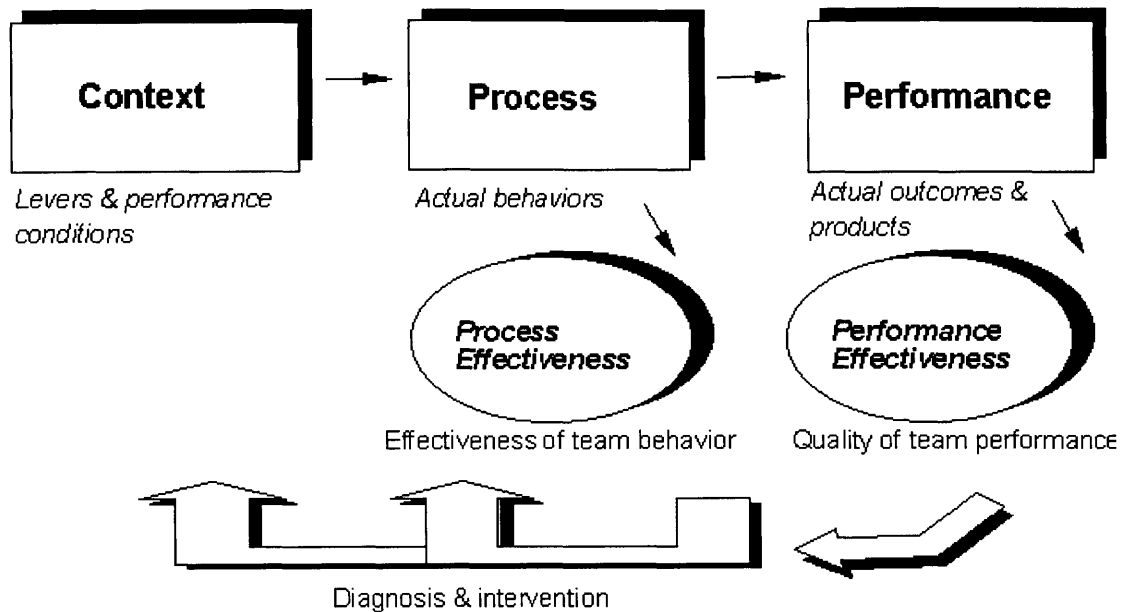 Context
Process
Performance
Levers & performance
conditions
Actual behaviors
Actual outcomes &
products
Process
Effectiveness
Performance
Effectiveness
Effectiveness of team behavior
Quality of team performance
Diagnosis & intervention